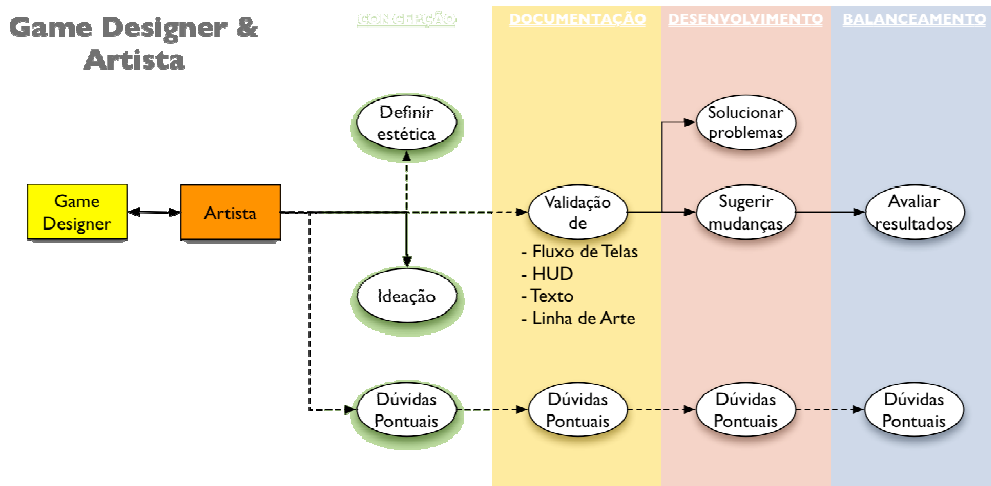 Game Designer &
Artista
CONCEPÇÃO
DOCUMENTAÇÃO
DESENVOLVIMENTO
BALANCEAMENTO
Definir
estética
Solucionar
problemas
Game
Designer
Artista
Validação
de
- Fluxo de Telas
- HUD
- Texto
- Linha de Arte
Sugerir
mudanças
Avaliar
resultados
Ideação
Dúvidas
Pontuais
Dúvidas
Pontuais
Dúvidas
Pontuais
Dúvidas
Pontuais